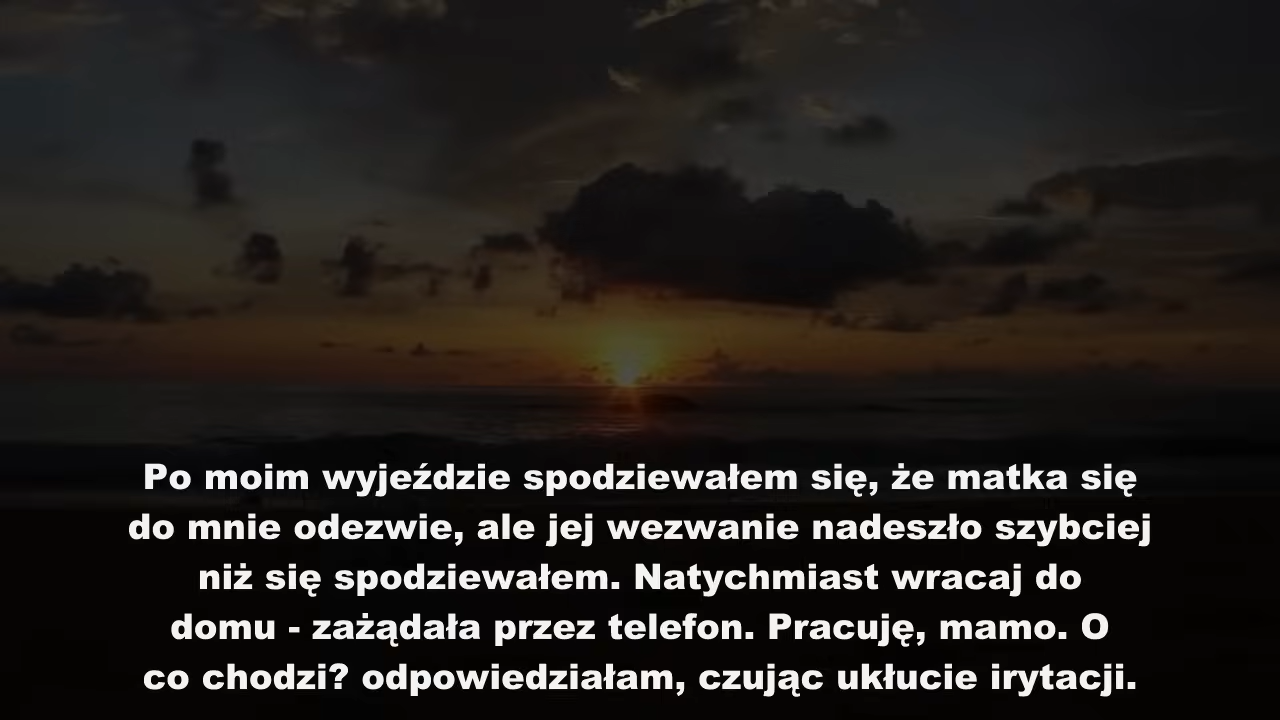 Po moim wyjeździe spodziewałem się, że matka się
do mnie odezwie, ale jej wezwanie nadeszło szybciej
niż się spodziewałem. Natychmiast wracaj do
domu - zażądała przez telefon. Pracuję, mamo. O
co chodzi? odpowiedziałam, czując ukłucie irytacji.